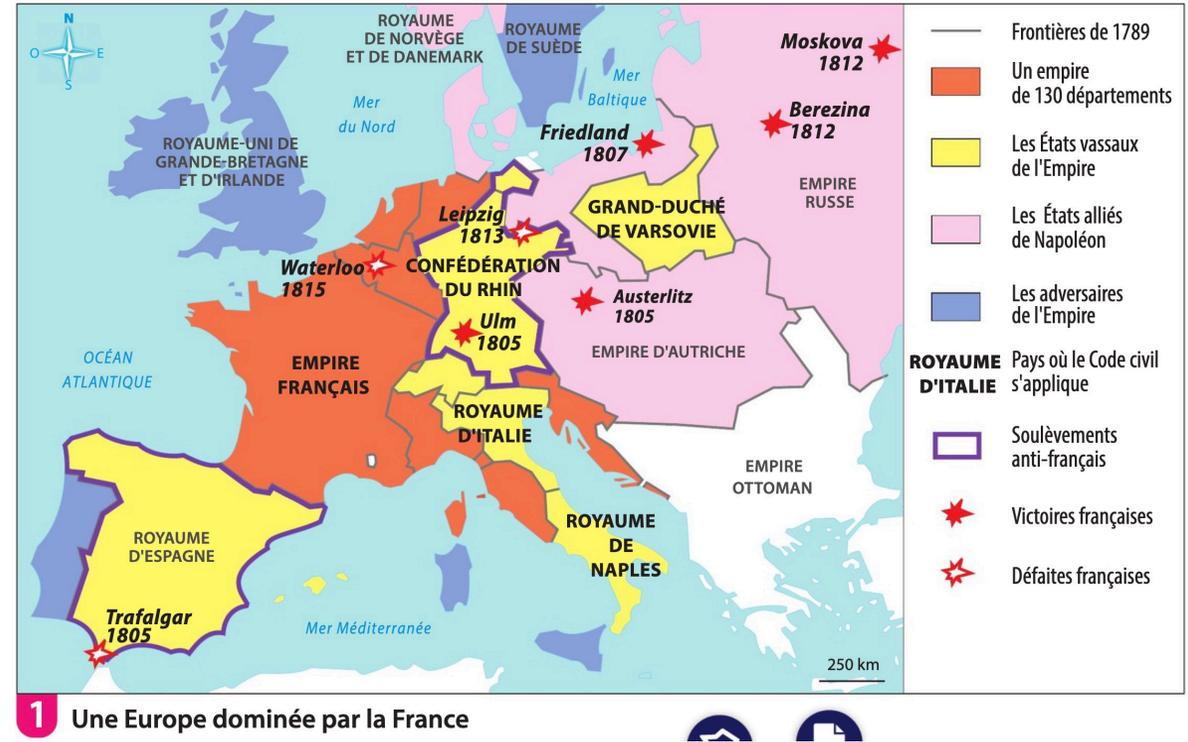 N
O
E
S
ROYAUME
DE NORVÈGE
ET DE DANEMARK
ROYAUME
DE SUÈDE
Mer
du Nord
Mer
Baltique
Moskova
1812
Berezina
1812
Friedland
1807
ROYAUME-UNI DE
GRANDE-BRETAGNE
ET D'IRLANDE
EMPIRE
RUSSE
GRAND-DUCHÉ
DE VARSOVIE
Leipzig
1813
Waterloo
1815
CONFÉDÉRATION
DU RHIN
Ulm
1805
Austerlitz
1805
EMPIRE D'AUTRICHE
OCÉAN
ATLANTIQUE
EMPIRE
FRANÇAIS
ROYAUME
D'ITALIE
EMPIRE
OTTOMAN
ROYAUME
D'ESPAGNE
ROYAUME
DE
NAPLES
Trafalgar
1805
Mer Méditerranée
250 km
Frontières de 1789
Un empire
de 130 départements
Les États vassaux
de l'Empire
Les États alliés
de Napoléon
Les adversaires
de l'Empire
ROYAUME
D'ITALIE
Pays où le Code civil
s'applique
Soulèvements
anti-français
Victoires françaises
Défaites françaises
1 Une Europe dominée par la France